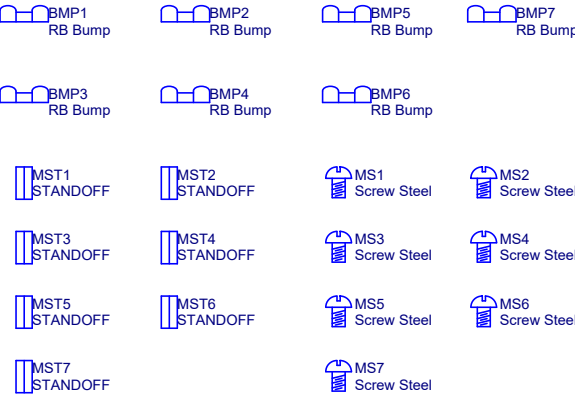 BMP1
RB Bump
BMP2
RB Bump
BMP5
RB Bump
BMP7
RB Bump
BMP3
RB Bump
BMP4
RB Bump
BMP6
RB Bump
MST1
STANDOFF
MST2
STANDOFF
MS1
Screw Steel
MS2
Screw Steel
MST3
STANDOFF
MST4
STANDOFF
MS3
Screw Steel
MS4
Screw Steel
MST5
STANDOFF
MST6
STANDOFF
MS5
Screw Steel
MS6
Screw Steel
MST7
STANDOFF
MS7
Screw Steel